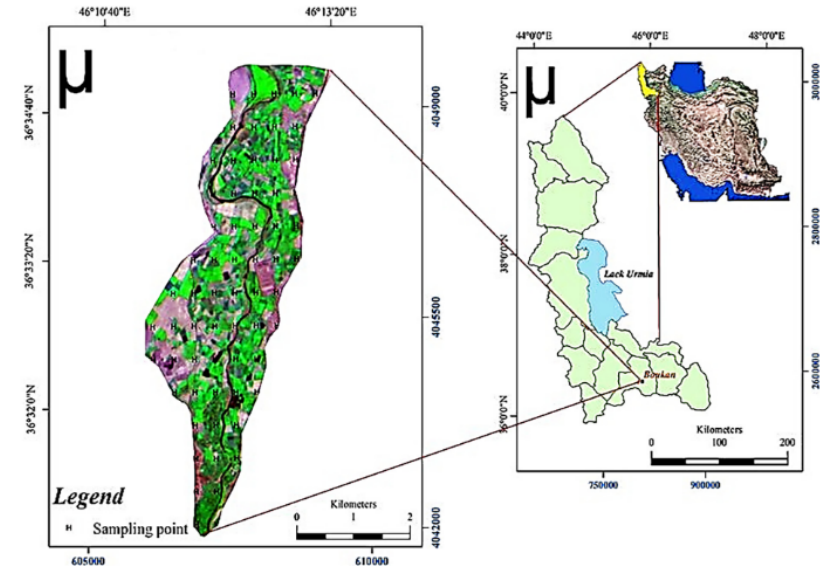 46°10'40"E
46°13'20"E
µ
36°34'40"N
36°33'20"N
36°32'0"N
4049000
4045500
4042000
Legend
H Sampling point
Kilometers
0 1 2
605000
610000
44°0'0"E
46°0'0"E
48°0'0"E
µ
40°0'0"N
38°0'0"N
36°0'0"N
3000000
2800000
2600000
Lack Urmia
Boukan
Kilometers
0 100 200
750000
900000